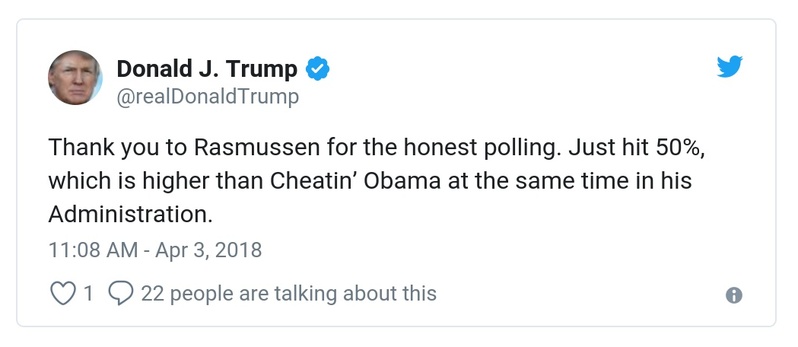 Donald J. Trump
@realDonaldTrump
Thank you to Rasmussen for the honest polling. Just hit 50%,
which is higher than Cheatin’ Obama at the same time in his
Administration.
11:08 AM - Apr 3, 2018
1 22 people are talking about this